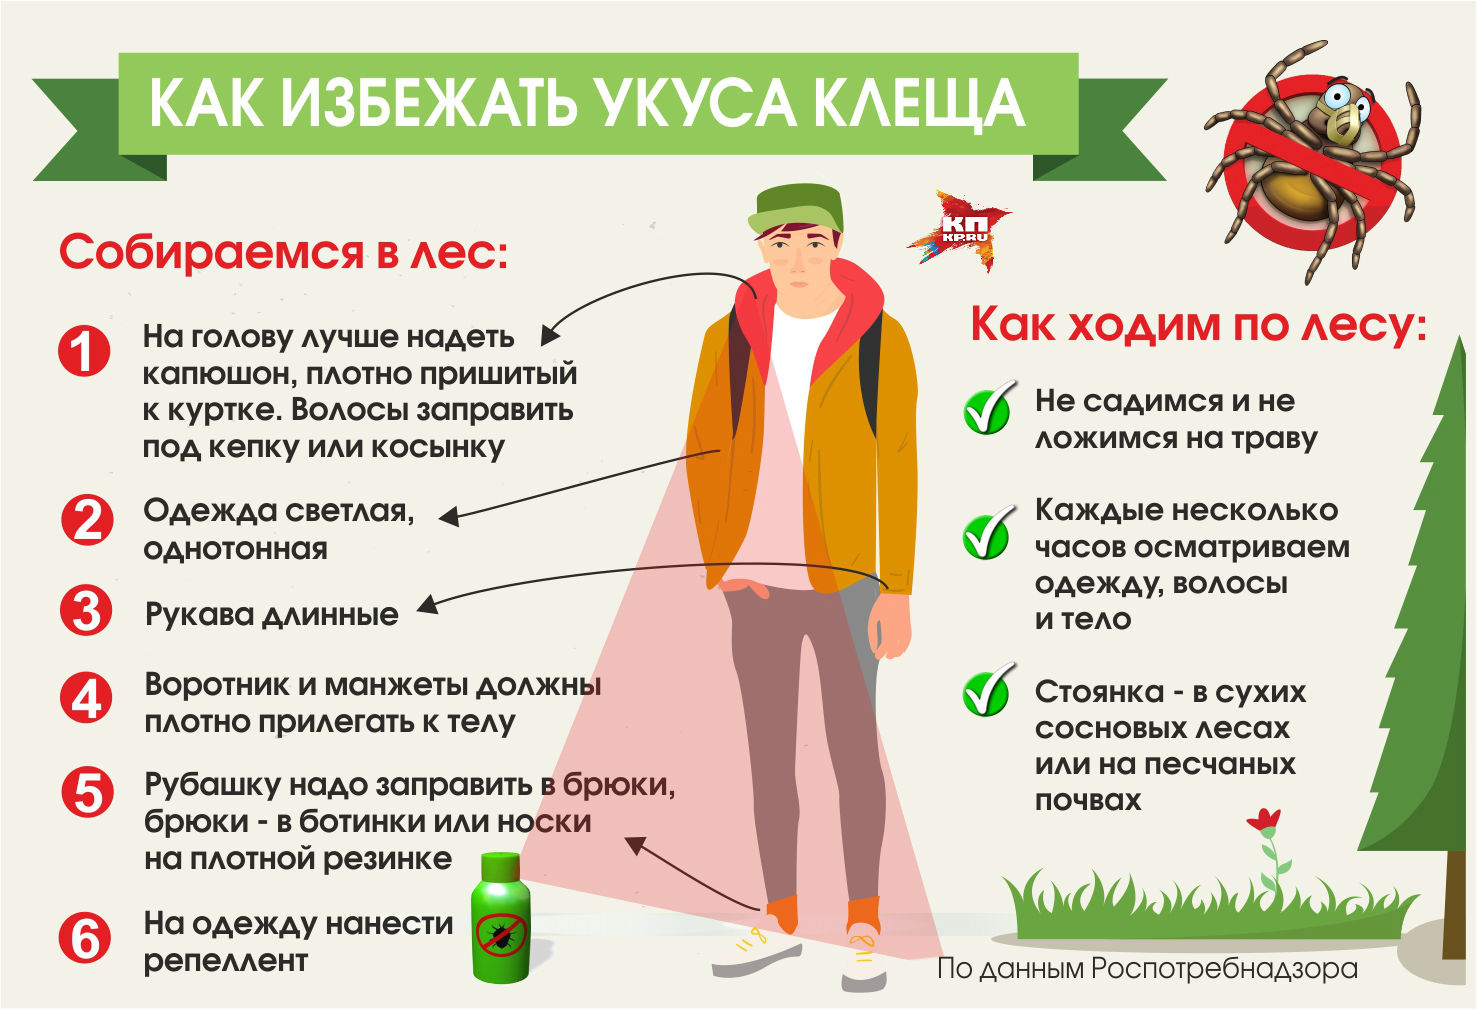 КАК ИЗБЕЖАТЬ УКУСА КЛЕЩА
КП
KP.RU
Собираемся в лес:
1
На голову лучше надеть
капюшон, плотно пришитый
к куртке. Волосы заправить
под кепку или косынку
2
Одежда светлая,
однотонная
3
Рукава длинные
4
Воротник и манжеты должны
плотно прилегать к телу
5
Рубашку надо заправить в брюки,
брюки - в ботинки или носки
на плотной резинке
6
На одежду нанести
репеллент
Как ходим по лесу:
Не садимся и не
ложимся на траву
Каждые несколько
часов осматриваем
одежду, волосы
и тело
Стоянка - в сухих
сосновых лесах
или на песчаных
почвах
По данным Роспотребнадзора